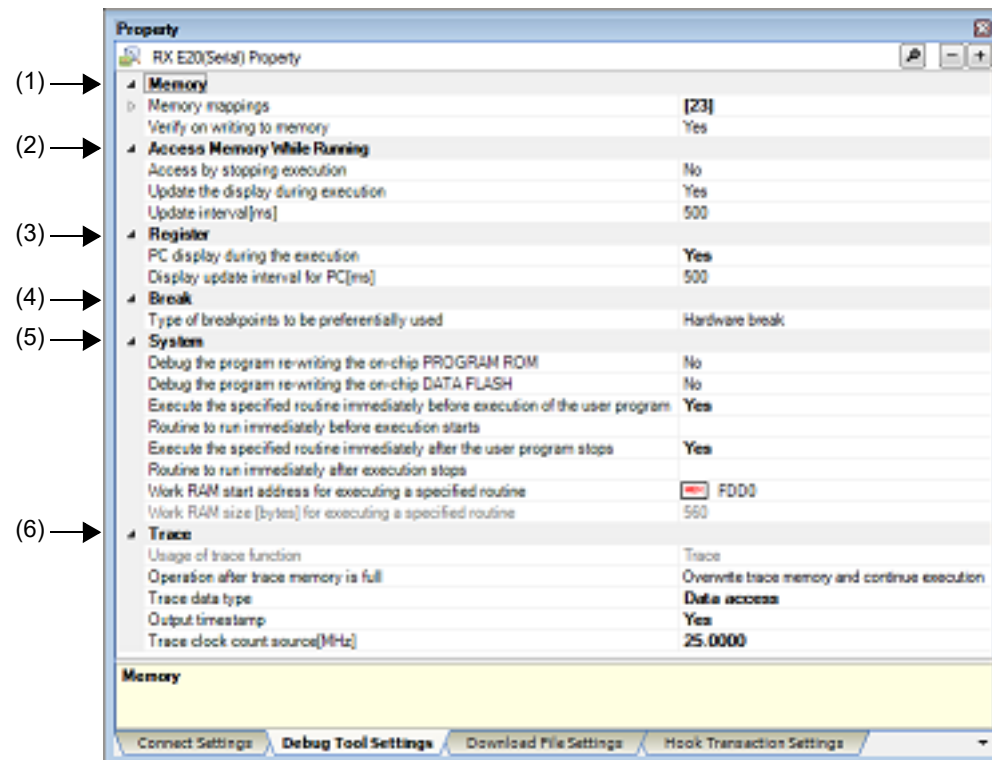 Property
RX E20(Serial) Property
(1) Memory
Memory mappings [23]
Verify on writing to memory Yes
(2) Access Memory While Running
Access by stopping execution No
Update the display during execution Yes
Update interval[ms] 500
(3) Register
PC display during the execution Yes
Display update interval for PC[ms] 500
(4) Break
Type of breakpoints to be preferentially used Hardware break
(5) System
Debug the program re-writing the on-chip PROGRAM ROM No
Debug the program re-writing the on-chip DATA FLASH No
Execute the specified routine immediately before execution of the user program Yes
Routine to run immediately before execution starts
Execute the specified routine immediately after the user program stops Yes
Routine to run immediately after execution stops
Work RAM start address for executing a specified routine FDD0
Work RAM size [bytes] for executing a specified routine 560
(6) Trace
Usage of trace function Trace
Operation after trace memory is full Overwrite trace memory and continue execution
Trace data type Data access
Output timestamp Yes
Trace clock count source[MHz] 25.0000
Memory
Connect Settings Debug Tool Settings Download File Settings Hook Transaction Settings